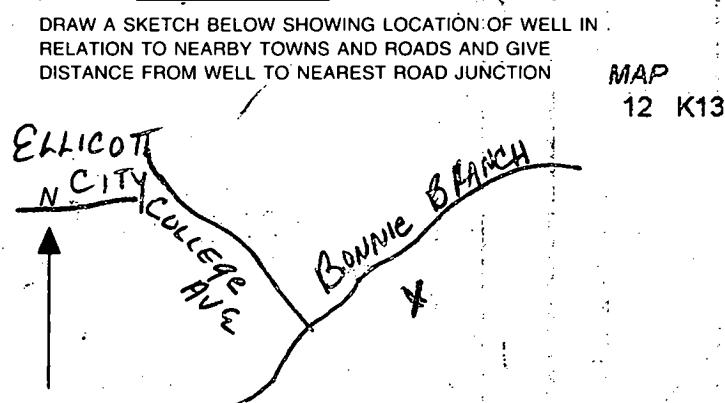 DRAW A SKETCH BELOW SHOWING LOCATION OF WELL IN
RELATION TO NEARBY TOWNS AND ROADS AND GIVE
DISTANCE FROM WELL TO NEAREST ROAD JUNCTION
MAP
12 K13
ELLICOTT
CITY
N
COLLEGE
AVE
BONNIE BRANCH
X